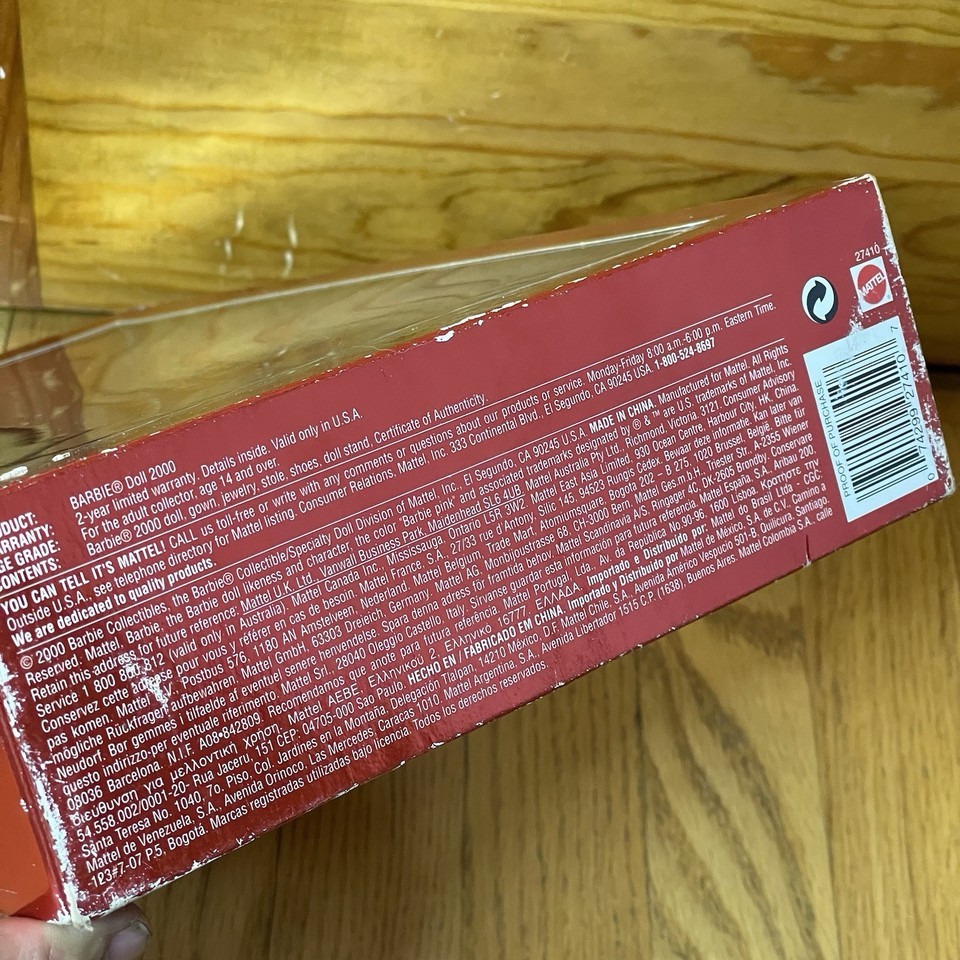 27410
MATTEL
PRODUCT: BARBIE® Doll 2000
WARRANTY: 2-year limited warranty. Details inside. Valid only in U.S.A.
AGE GRADE: For the adult collector, age 14 and over.
CONTENTS: Barbie® 2000 doll, gown, jewelry, stole, shoes, doll stand. Certificate of Authenticity.
YOU CAN TELL IT'S MATTEL! CALL us toll-free or write with any comments or questions about our products or service. Monday-Friday 8:00 a.m.-6:00 p.m. Eastern Time.
Outside U.S.A., see telephone directory for Mattel listing. Consumer Relations. Mattel, Inc. 333 Continental Blvd., El Segundo, CA 90245 USA. 1-800-524-8697
We are dedicated to quality products.
© 2000 Barbie Collectibles, the Barbie® Collectible/Specialty Doll Division of Mattel, Inc., El Segundo, CA 90245 U.S.A. MADE IN CHINA. Manufactured for Mattel. All Rights
Reserved. Mattel, Barbie, the Barbie doll likeness and character, the color "Barbie pink" and associated trademarks designated by ® & ™ are U.S. trademarks of Mattel, Inc.
Retain this address for future reference: Mattel U.K. Ltd., Vanwall Business Park, Maidenhead SL6 4UB. Mattel Australia Pty Ltd., Richmond, Victoria. 3121. Consumer Advisory
Service 1 800 800 812 (valid only in Australia). Mattel Canada Inc., Mississauga, Ontario L5R 3W2. Mattel East Asia Limited, 900 Ocean Centre, Harbour City, HK, China.
Conservez cette adresse pour vous y référer en cas de besoin. Mattel France, S.A., 27/33 rue d'Antony, Silic 145, 94523 Rungis Cedex. Bewaar deze informatie. Kan later van
pas komen. Mattel B.V., Postbus 576, 1180 AN Amstelveen, Nederland. Mattel Belgium, Trade Mart, Atomiumsquare, Bogota 202 - B 275, 1020 Brussel, België. Bitte für
mögliche Rückfragen aufbewahren. Mattel GmbH, 63303 Dreieich, Germany. Mattel AG, Monbijoustrasse 68, CH-3000 Bern. Mattel Ges.m.b.H., Triester Str., A-2355 Wiener
Neudorf. Bør gemmes i tilfælde af eventuel senere henvendelse. Spara denna adress för framtida behov. Mattel Scandinavia A/S, Ringager 4C, DK-2605 Brøndby. Conservare
questo indirizzo per eventuale riferimento. Mattel Srl., 28040 Oleggio Castello, Italy. Sírvanse guardar esta información para futura referencia. Mattel España, S.A. Aribau 200.
08036 Barcelona. N.I.F. A08-842809. Recomendamos que anote para futura referência. Mattel Portugal, Lda., Av. da República No 90-96, 1600 Lisboa. Κρατήστε την
διεύθυνση για μελλοντική χρήση. Mattel AEBE, Ελληνικού 2, Ελληνικό 16777, ΕΛΛΑΔΑ. Importado e Distribuído por: Mattel do Brasil Ltda. - CGC
54.558.002/0001-20- Rua Jaceru, 157 CEP. 04705-000 Sao Paulo. HECHO EN / FABRICADO EM CHINA. Importado y Distribuido por: Mattel de México, S.A. de C.V. Camino a
Santa Teresa No. 1040, 7o. Piso, Col. Jardines en la Montaña, Delegación Tlalpan, 14210 México, D.F. Mattel Chile, S.A., Avenida Américo Vespucio 501-B, Quilicura, Santiago.
Mattel de Venezuela, S.A., Avenida Orinoco, Las Mercedes, Caracas 1010. Mattel Argentina, S.A., Avenida Libertador 1515 C.P. (1638), Buenos Aires. Mattel Colombia S.A., calle
123#7-07 P.5, Bogotá. Marcas registradas utilizadas bajo licencia. Todos los derechos reservados.
PROOF OF PURCHASE
0 74299 27410 7